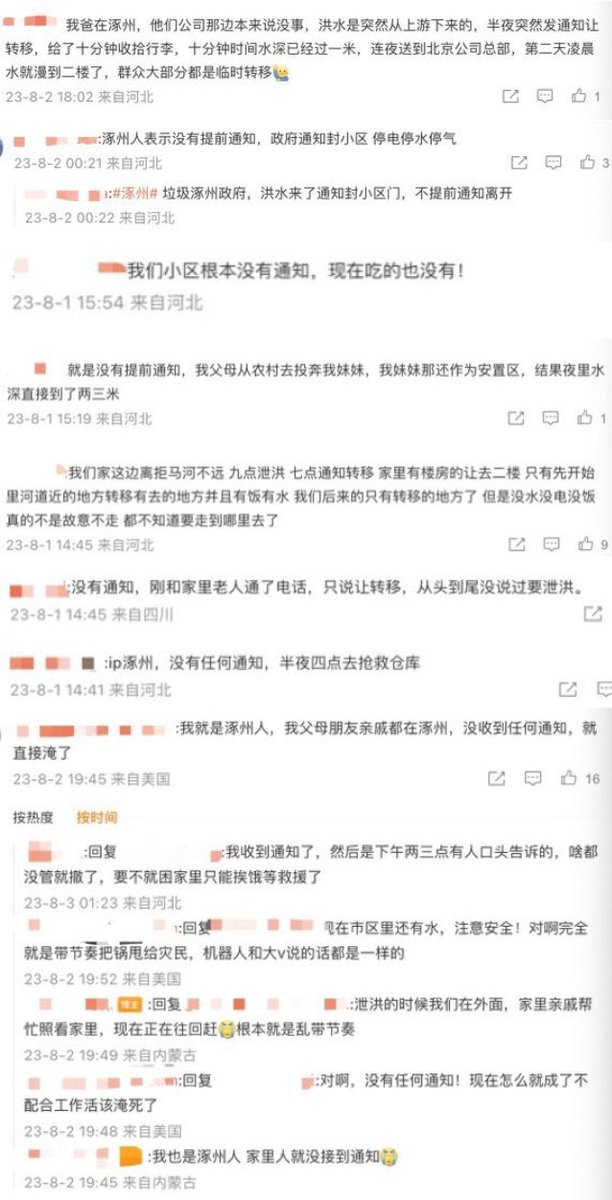 我爸在涿州，他们公司那边本来说没事，洪水是突然从上游下来的，半夜突然发通知让
转移，给了十分钟收拾行李，十分钟时间水深已经过一米，连夜送到北京公司总部，第二天凌晨
水就漫到二楼了，群众大部分都是临时转移
23-8-2 18:02 来自河北
1
:涿州人表示没有提前通知，政府通知封小区 停电停水停气
23-8-2 00:21 来自河北
3
:#涿州# 垃圾涿州政府，洪水来了通知封小区门，不提前通知离开
23-8-2 00:22 来自河北
我们小区根本没有通知，现在吃的也没有！
23-8-1 15:54 来自河北
就是没有提前通知，我父母从农村去投奔我妹妹，我妹妹那还作为安置区，结果夜里水
深直接到了两三米
23-8-1 15:19 来自河北
1
:我们家这边离拒马河不远 九点泄洪 七点通知转移 家里有楼房的让去二楼 只有先开始
里河道近的地方转移有去的地方并且有饭有水 我们后来的只有转移的地方了 但是没水没电没饭
真的不是故意不走 都不知道要走到哪里去了
23-8-1 14:45 来自河北
9
:没有通知，刚和家里老人通了电话，只说让转移，从头到尾没说过要泄洪。
23-8-1 14:45 来自四川
:ip涿州，没有任何通知，半夜四点去抢救仓库
23-8-1 14:41 来自河北
:我就是涿州人，我父母朋友亲戚都在涿州，没收到任何通知，就
直接淹了
23-8-2 19:45 来自美国
16
按热度 按时间
:回复 :我收到通知了，然后是下午两三点有人口头告诉的，啥都
没管就撤了，要不就困家里只能挨饿等救援了
23-8-3 01:23 来自河北
:回复 现在市区里还有水，注意安全！对啊完全
就是带节奏把锅甩给灾民，机器人和大v说的话都是一样的
23-8-2 19:52 来自美国
博主 :回复 :泄洪的时候我们在外面，家里亲戚帮
忙照看家里，现在正在往回赶 根本就是乱带节奏
23-8-2 19:49 来自内蒙古
:回复 :对啊，没有任何通知！现在怎么就成了不
配合工作活该淹死了
23-8-2 19:48 来自美国
:我也是涿州人 家里人就没接到通知
23-8-2 19:45 来自内蒙古